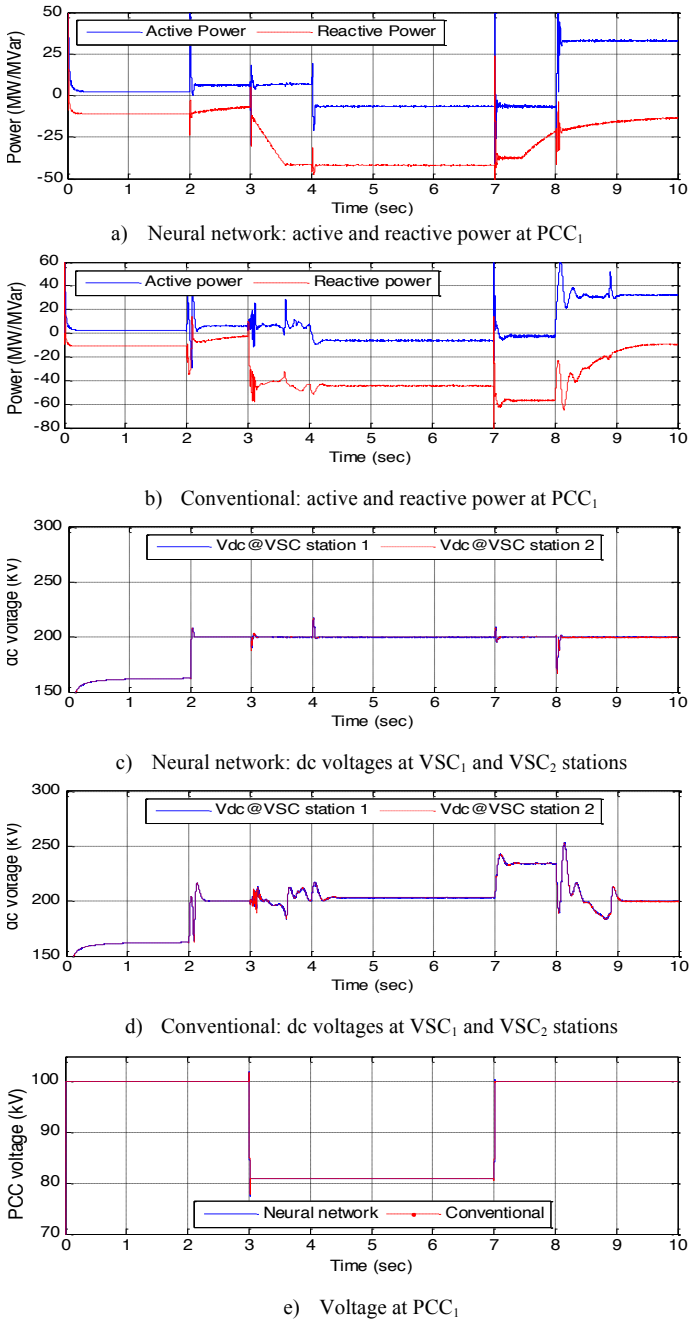 50
25
0
-25
-50
Power (MW/MVar)
Active Power
Reactive Power
0 1 2 3 4 5 6 7 8 9 10
Time (sec)
a) Neural network: active and reactive power at PCC₁
60
40
20
0
-20
-40
-60
-80
Power (MW/MVar)
Active power
Reactive power
0 1 2 3 4 5 6 7 8 9 10
Time (sec)
b) Conventional: active and reactive power at PCC₁
300
250
200
150
dc voltage (KV)
Vdc@VSC station 1
Vdc@VSC station 2
0 1 2 3 4 5 6 7 8 9 10
Time (sec)
c) Neural network: dc voltages at VSC₁ and VSC₂ stations
300
250
200
150
dc voltage (KV)
Vdc@VSC station 1
Vdc@VSC station 2
0 1 2 3 4 5 6 7 8 9 10
Time (sec)
d) Conventional: dc voltages at VSC₁ and VSC₂ stations
100
90
80
70
PCC voltage (kV)
Neural network
Conventional
0 1 2 3 4 5 6 7 8 9 10
Time (sec)
e) Voltage at PCC₁